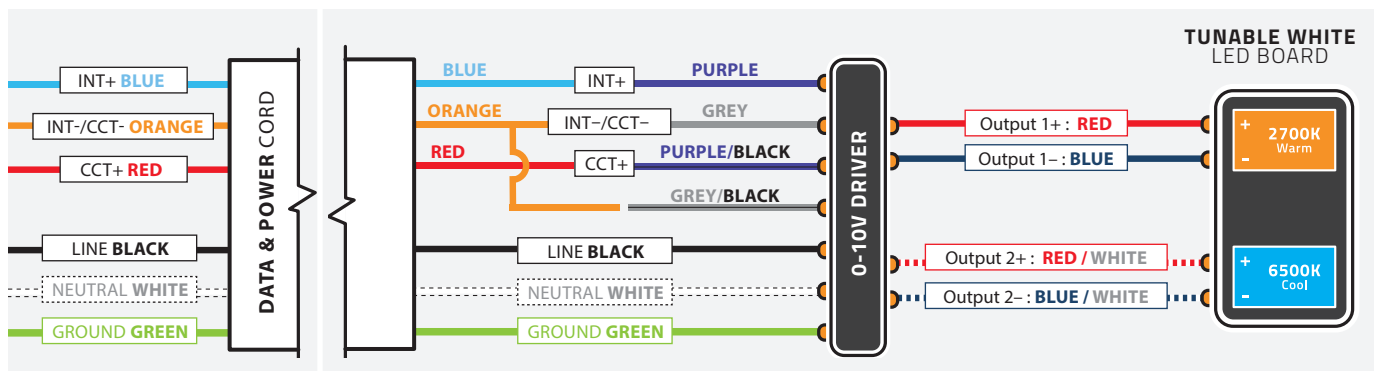 INT+ BLUE
INT-/CCT- ORANGE
CCT+ RED
LINE BLACK
NEUTRAL WHITE
GROUND GREEN
DATA & POWER CORD
BLUE
INT+
PURPLE
ORANGE
INT–/CCT–
GREY
RED
CCT+
PURPLE/BLACK
GREY/BLACK
LINE BLACK
NEUTRAL WHITE
GROUND GREEN
0-10V DRIVER
Output 1+ : RED
Output 1– : BLUE
Output 2+ : RED / WHITE
Output 2– : BLUE / WHITE
TUNABLE WHITE
LED BOARD
+
2700K
Warm
-
+
6500K
Cool
-